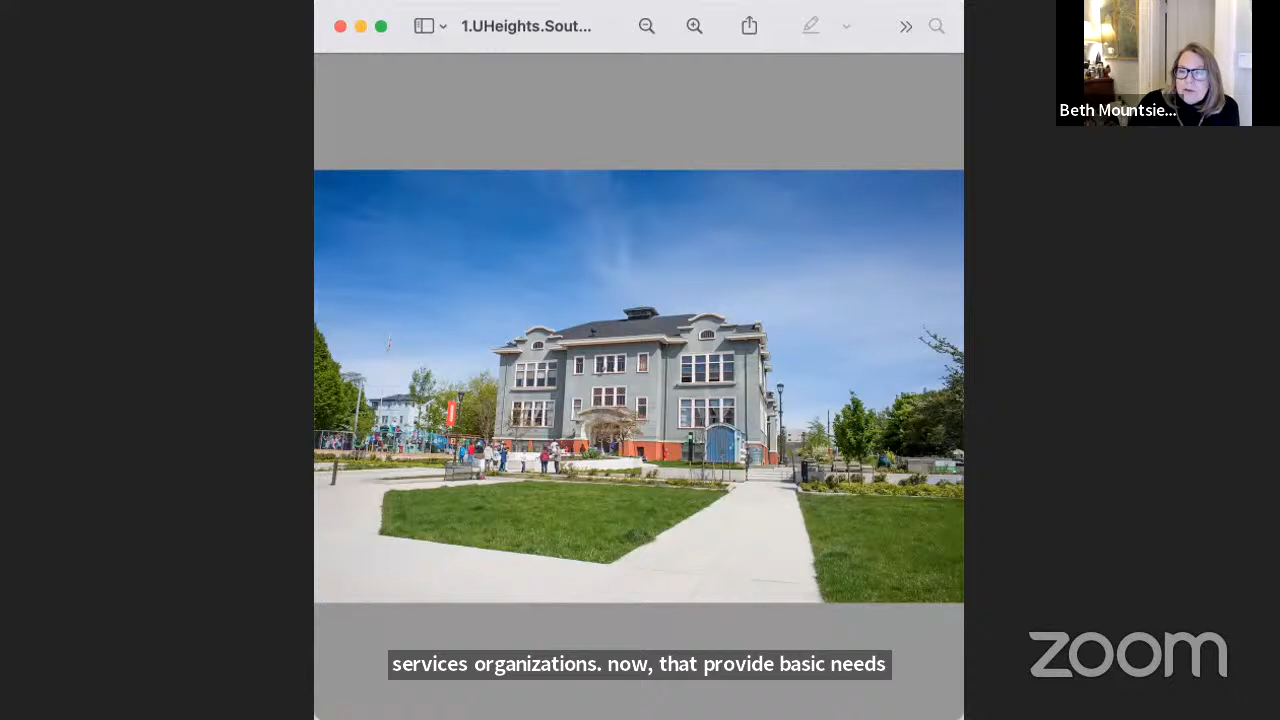 1.UHeights.Sout...
Beth Mountsie...
services organizations. now, that provide basic needs
zoom